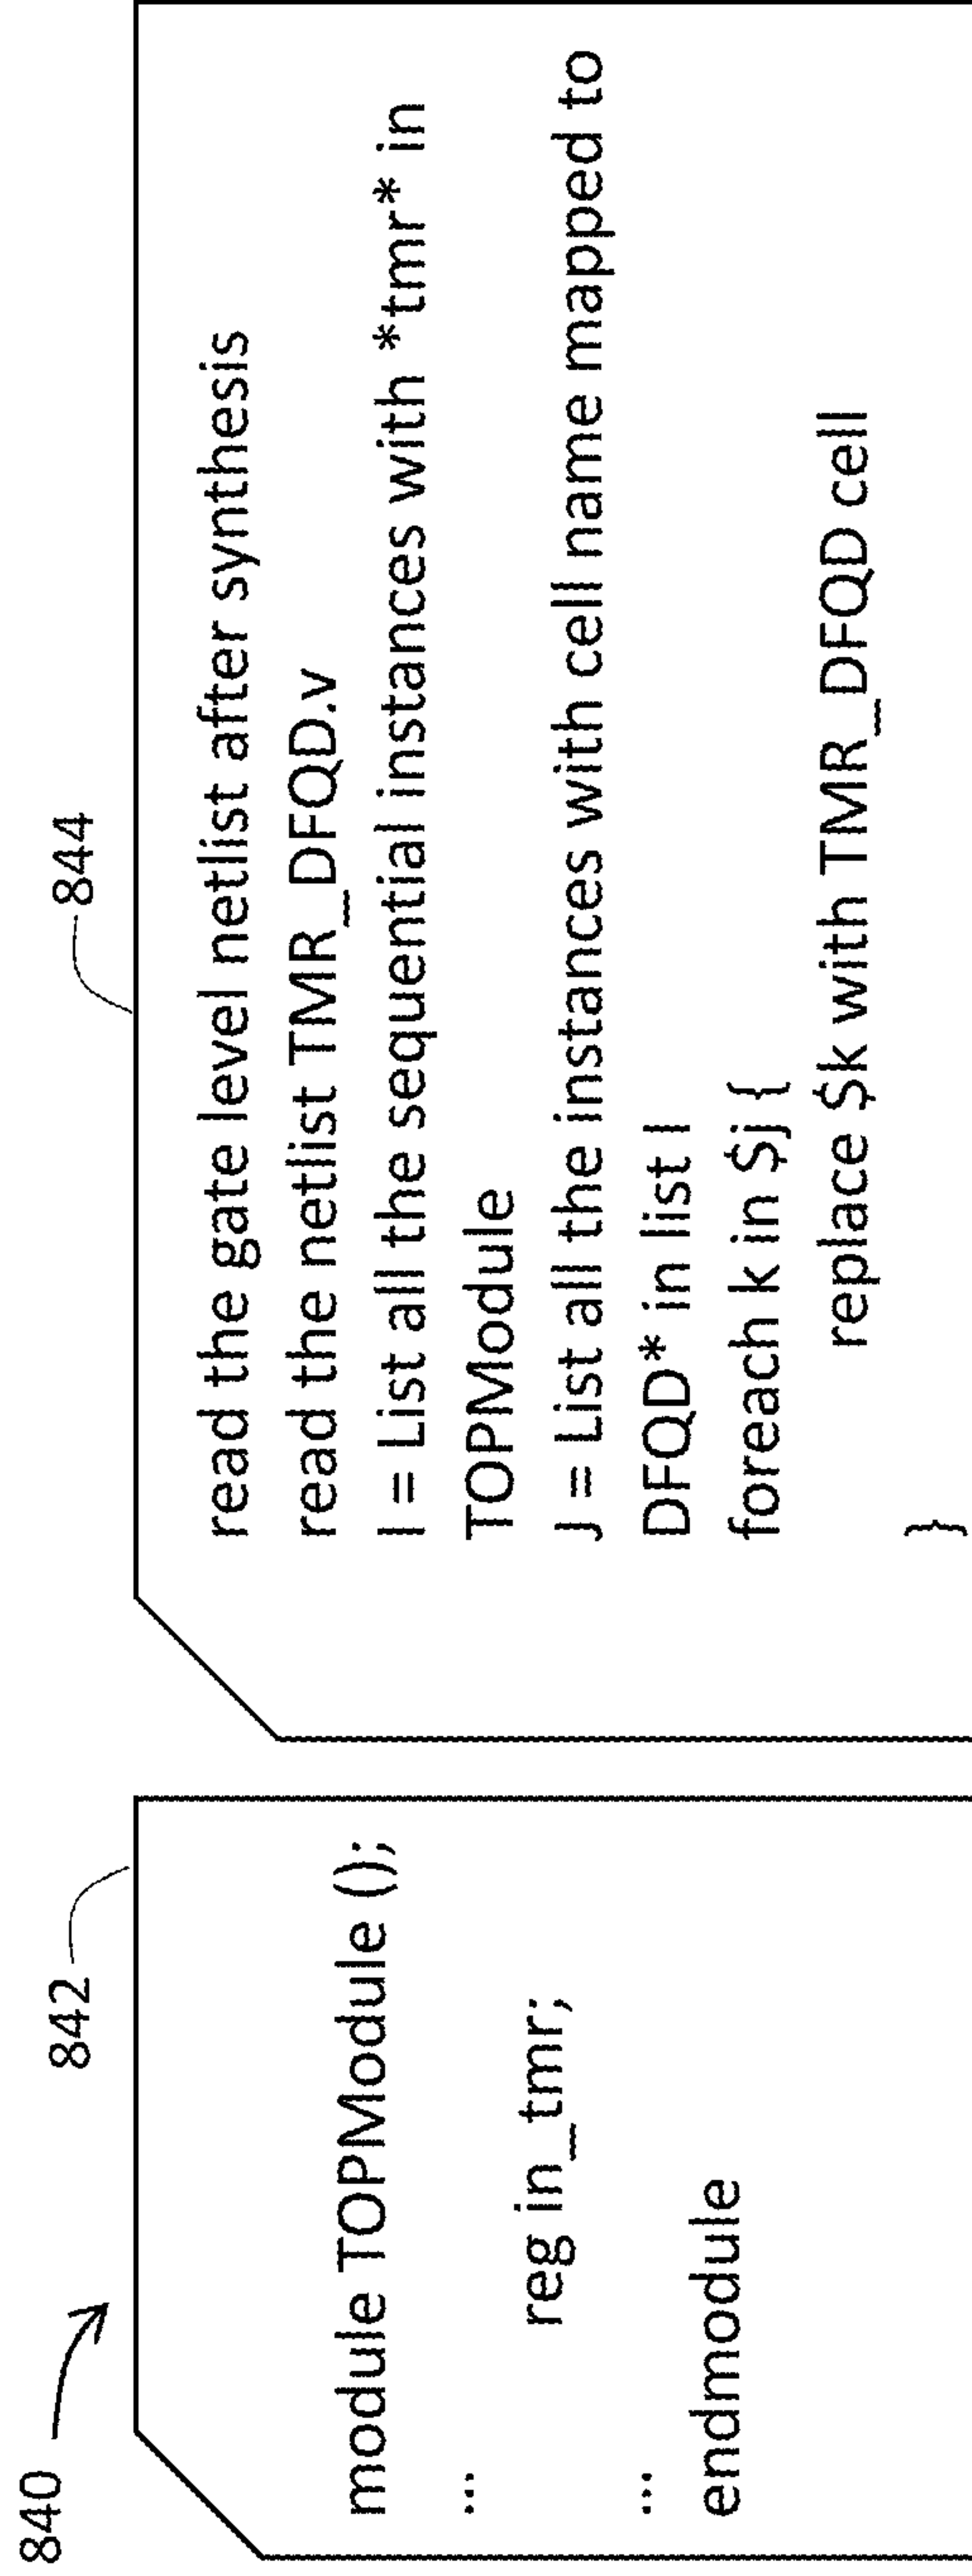 840
842
module TOPModule ();
...
reg in_tmr;
...
endmodule
844
read the gate level netlist after synthesis
read the netlist TMR_DFQD.v
I = List all the sequential instances with *tmr* in
TOPModule
J = List all the instances with cell name mapped to
DFQD* in list I
foreach k in $j {
replace $k with TMR_DFQD cell
}